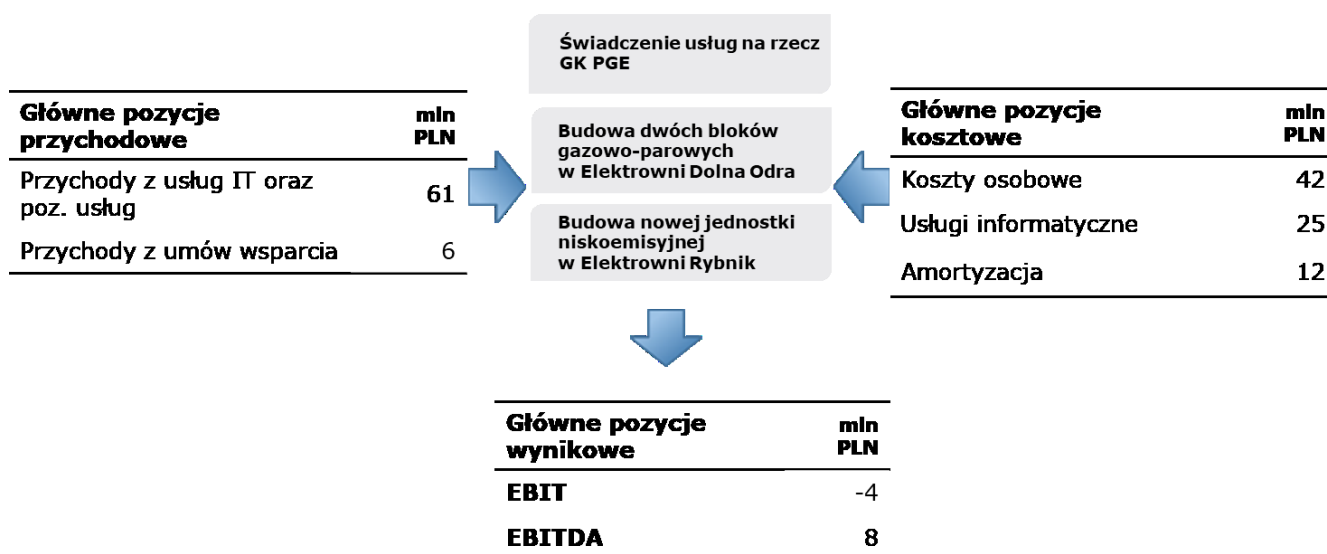 Świadczenie usług na rzecz
GK PGE
Główne pozycje
przychodowe
mln
PLN
Przychody z usług IT oraz
poz. usług
61
Przychody z umów wsparcia 6
Budowa dwóch bloków
gazowo-parowych
w Elektrowni Dolna Odra
Budowa nowej jednostki
niskoemisyjnej
w Elektrowni Rybnik
Główne pozycje
kosztowe
mln
PLN
Koszty osobowe 42
Usługi informatyczne 25
Amortyzacja 12
Główne pozycje
wynikowe
mln
PLN
EBIT -4
EBITDA 8